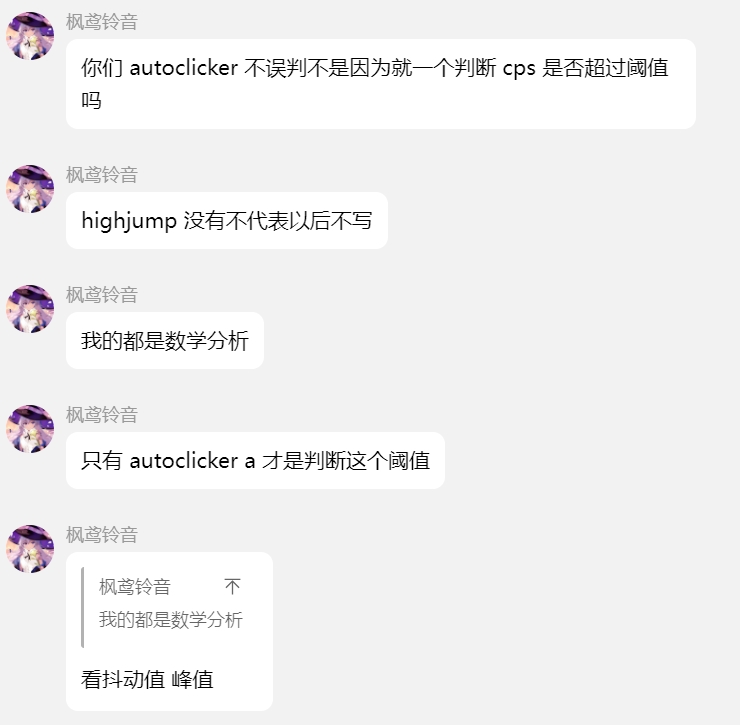 枫鸢铃音
你们 autoclicker 不误判不是因为就一个判断 cps 是否超过阈值
吗
枫鸢铃音
highjump 没有不代表以后不写
枫鸢铃音
我的都是数学分析
枫鸢铃音
只有 autoclicker a 才是判断这个阈值
枫鸢铃音
枫鸢铃音
我的都是数学分析
看抖动值 峰值